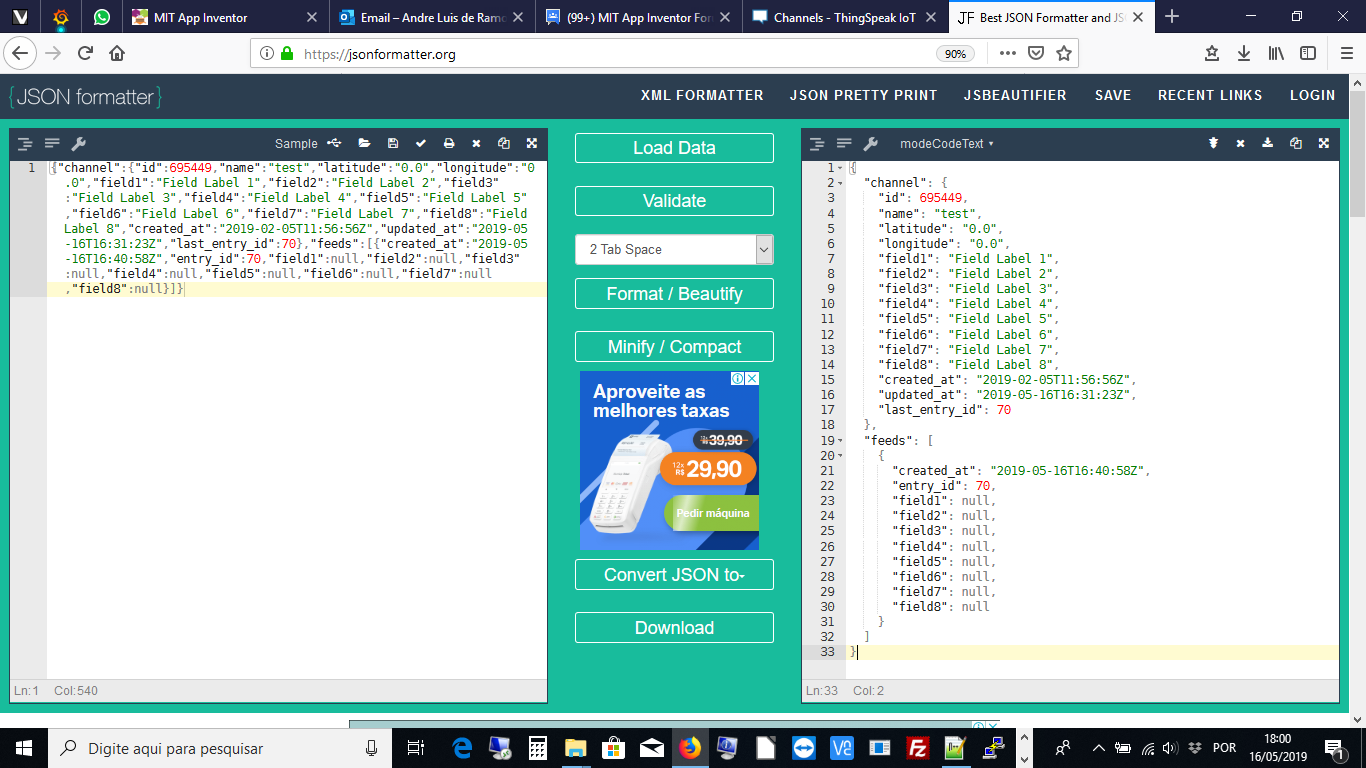 MIT App Inventor
Email – Andre Luis de Ramo
(99+) MIT App Inventor For
Channels - ThingSpeak IoT
Best JSON Formatter and JS
https://jsonformatter.org
90%
{JSON formatter}
XML FORMATTER
JSON PRETTY PRINT
JSBEAUTIFIER
SAVE
RECENT LINKS
LOGIN
Sample
1
{"channel":{"id":695449,"name":"test","latitude":"0.0","longitude":"0
.0","field1":"Field Label 1","field2":"Field Label 2","field3"
:"Field Label 3","field4":"Field Label 4","field5":"Field Label 5"
,"field6":"Field Label 6","field7":"Field Label 7","field8":"Field
Label 8","created_at":"2019-02-05T11:56:56Z","updated_at":"2019-05
-16T16:31:23Z","last_entry_id":70},"feeds":[{"created_at":"2019-05
-16T16:40:58Z","entry_id":70,"field1":null,"field2":null,"field3"
:null,"field4":null,"field5":null,"field6":null,"field7":null
,"field8":null}]}
Ln:1 Col:540
Load Data
Validate
2 Tab Space
Format / Beautify
Minify / Compact
Aproveite as
melhores taxas
39,90
12x
R$ 29,90
Pedir máquina
Convert JSON to
Download
modeCodeText
1 {
2 "channel": {
3 "id": 695449,
4 "name": "test",
5 "latitude": "0.0",
6 "longitude": "0.0",
7 "field1": "Field Label 1",
8 "field2": "Field Label 2",
9 "field3": "Field Label 3",
10 "field4": "Field Label 4",
11 "field5": "Field Label 5",
12 "field6": "Field Label 6",
13 "field7": "Field Label 7",
14 "field8": "Field Label 8",
15 "created_at": "2019-02-05T11:56:56Z",
16 "updated_at": "2019-05-16T16:31:23Z",
17 "last_entry_id": 70
18 },
19 "feeds": [
20 {
21 "created_at": "2019-05-16T16:40:58Z",
22 "entry_id": 70,
23 "field1": null,
24 "field2": null,
25 "field3": null,
26 "field4": null,
27 "field5": null,
28 "field6": null,
29 "field7": null,
30 "field8": null
31 }
32 ]
33 }
Ln:33 Col:2
Digite aqui para pesquisar
POR
18:00
16/05/2019
1